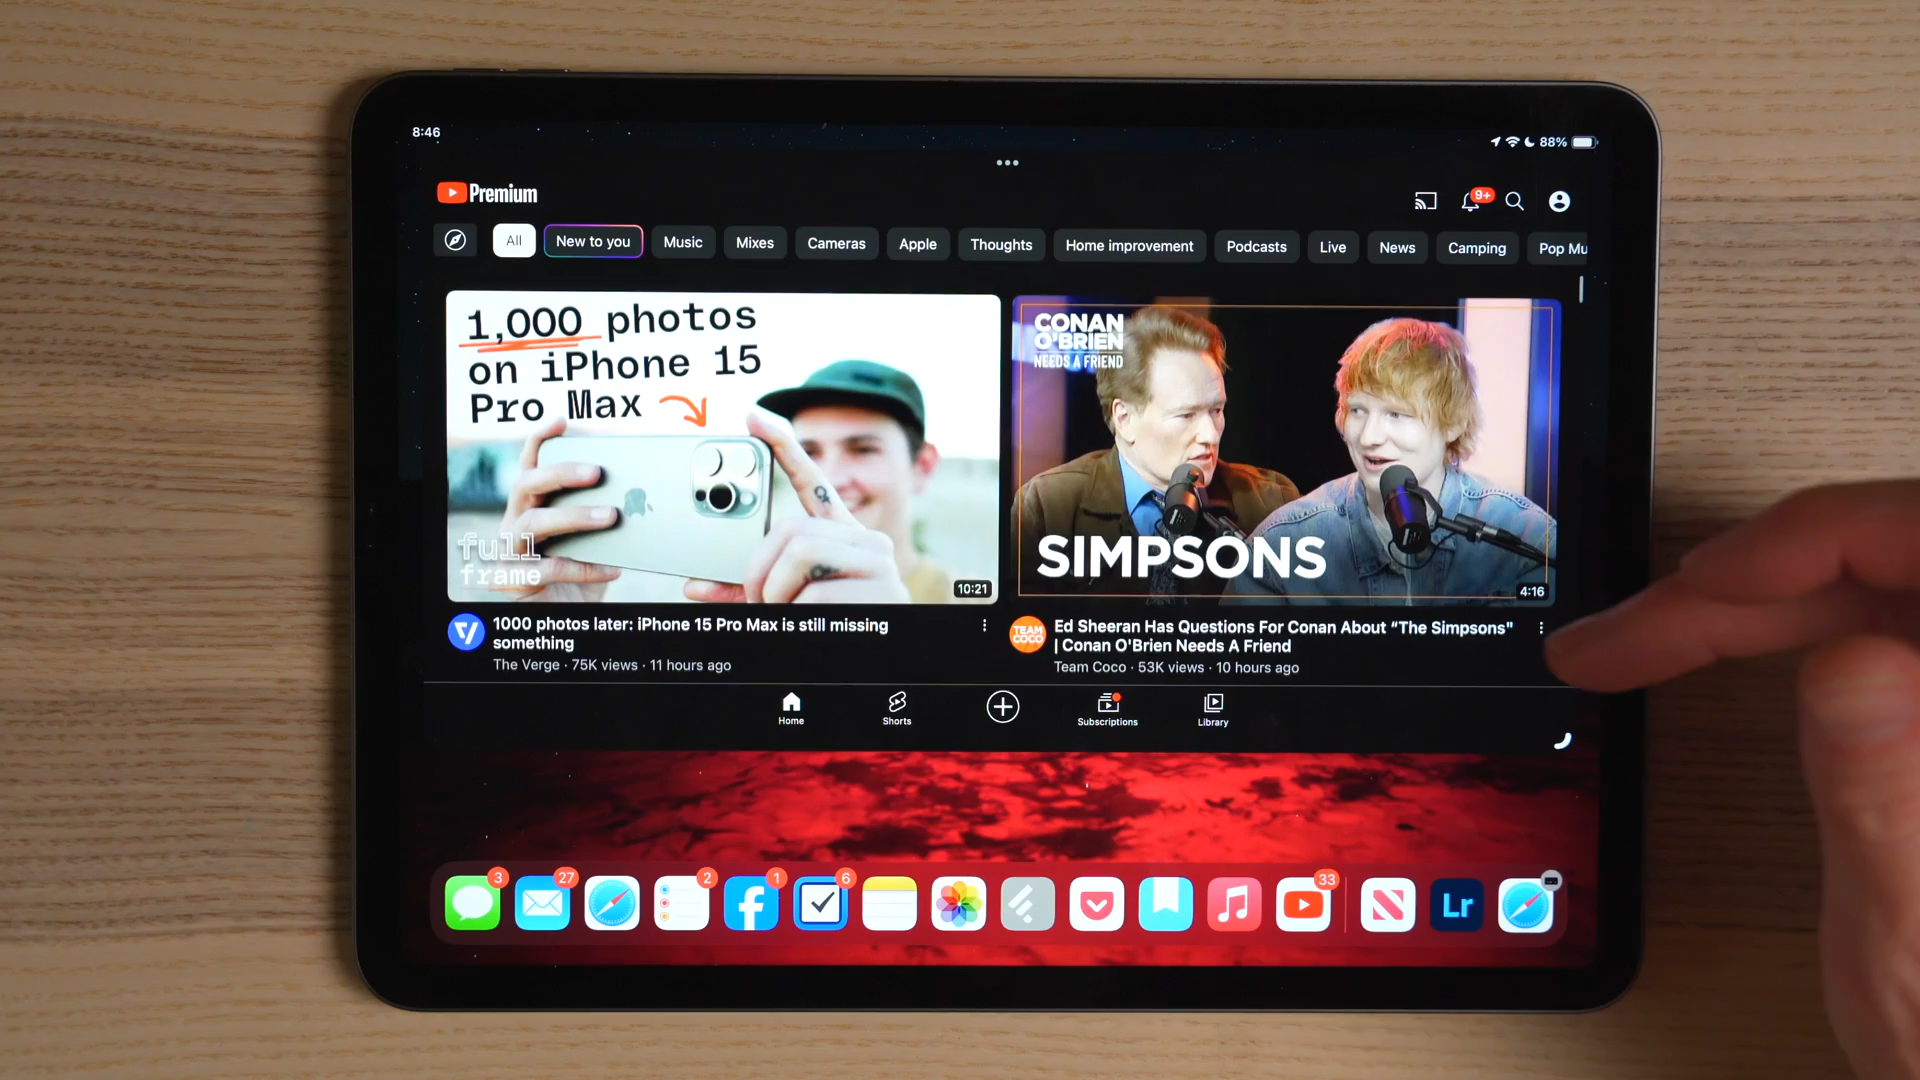 8:46
88%
Premium
9+
All
New to you
Music
Mixes
Cameras
Apple
Thoughts
Home improvement
Podcasts
Live
News
Camping
Pop Mu
1,000 photos
on iPhone 15
Pro Max
full
frame
10:21
CONAN
O'BRIEN
NEEDS A FRIEND
SIMPSONS
4:16
1000 photos later: iPhone 15 Pro Max is still missing
something
The Verge · 75K views · 11 hours ago
TEAM
COCO
Ed Sheeran Has Questions For Conan About “The Simpsons"
| Conan O'Brien Needs A Friend
Team Coco · 53K views · 10 hours ago
Home
Shorts
Subscriptions
Library
3
27
2
1
6
33
Lr